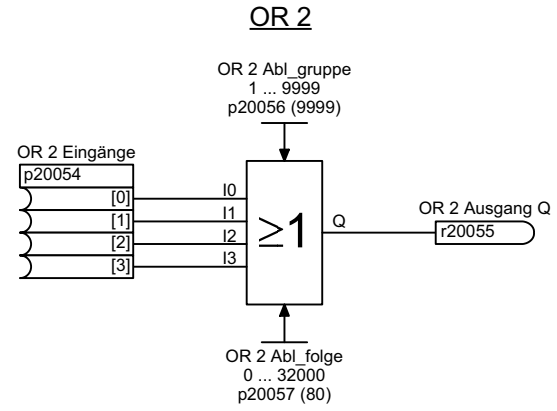 OR 2
OR 2 Abl_gruppe
1 ... 9999
p20056 (9999)
OR 2 Eingänge
p20054
[0]
I0
[1]
I1
[2]
I2
[3]
I3
≥1
Q
OR 2 Ausgang Q
r20055
OR 2 Abl_folge
0 ... 32000
p20057 (80)